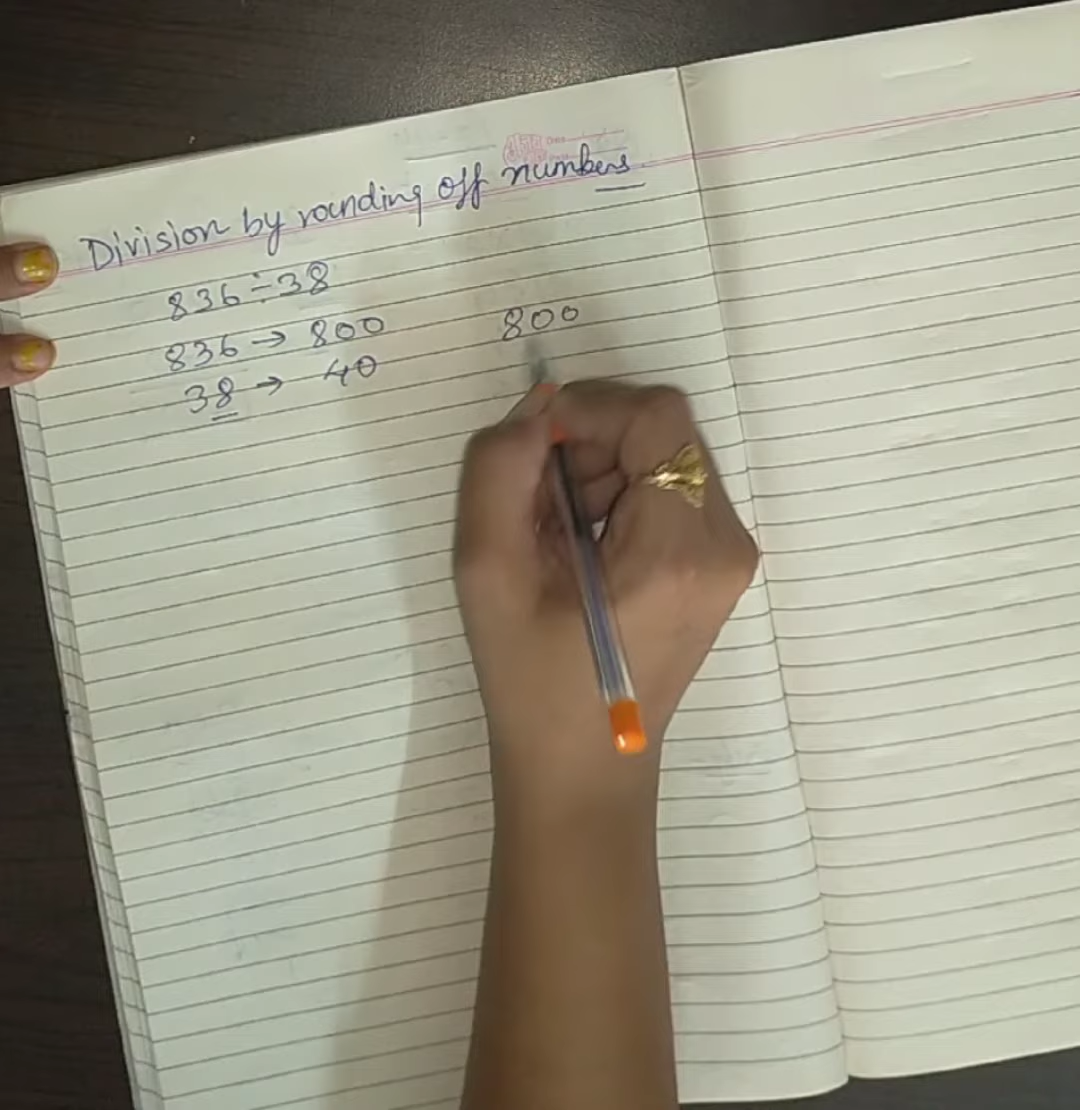 Division by rounding off numbers.
836 ÷ 38
836 → 800 800
38 → 40